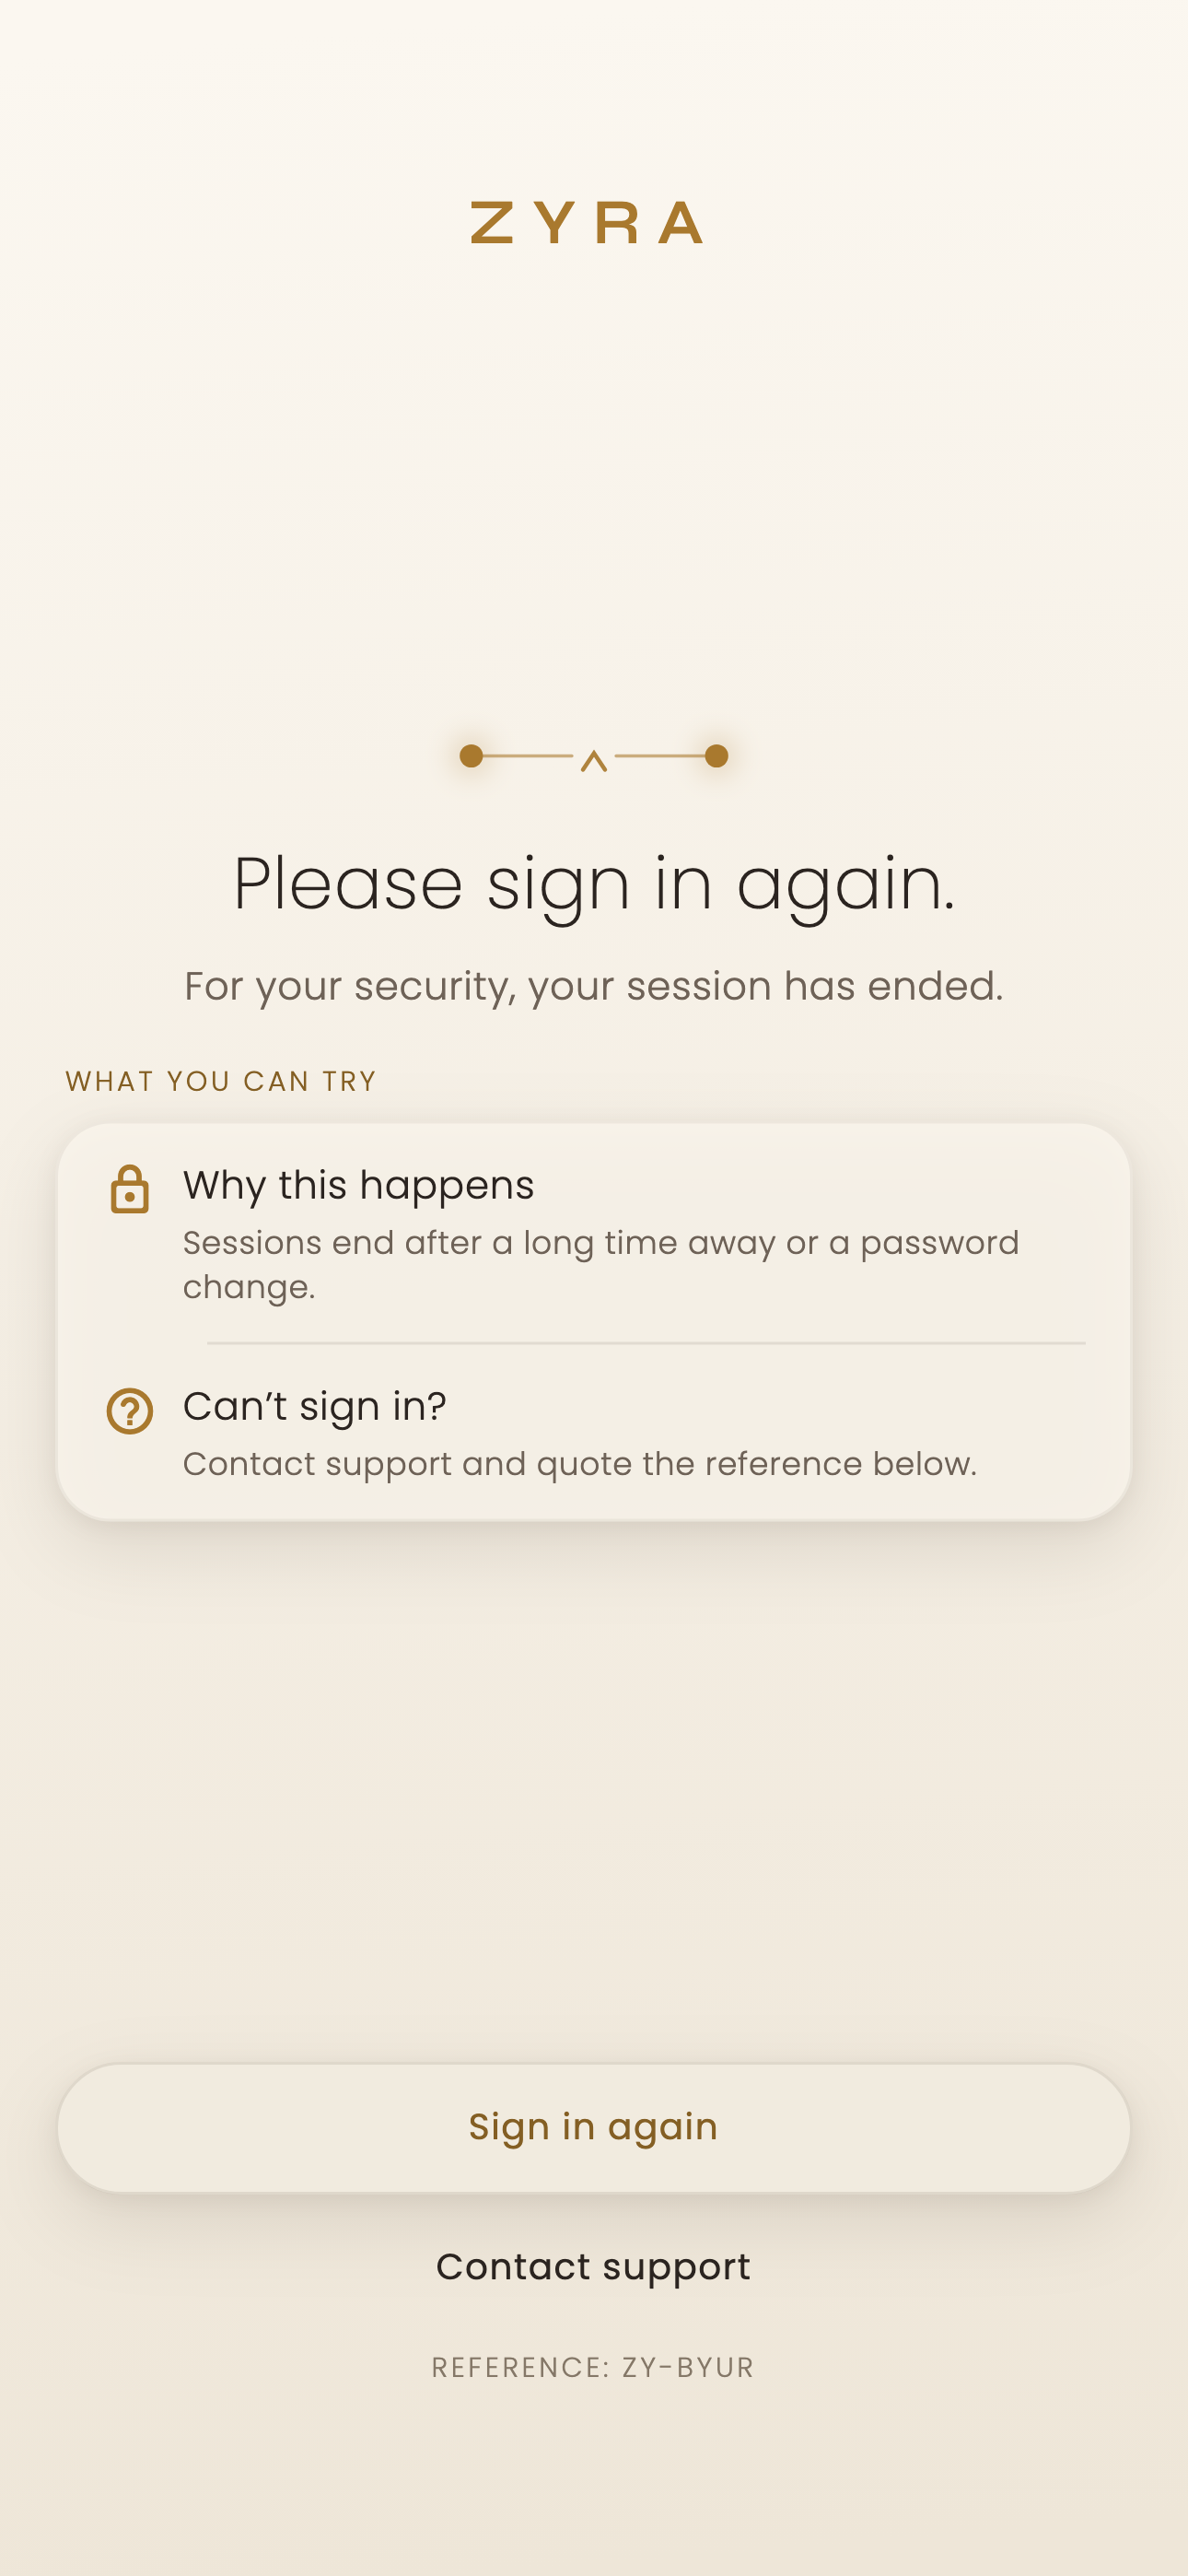 ZYRA
Please sign in again.
For your security, your session has ended.
WHAT YOU CAN TRY
Why this happens
Sessions end after a long time away or a password
change.
Can’t sign in?
Contact support and quote the reference below.
Sign in again
Contact support
REFERENCE: ZY-BYUR